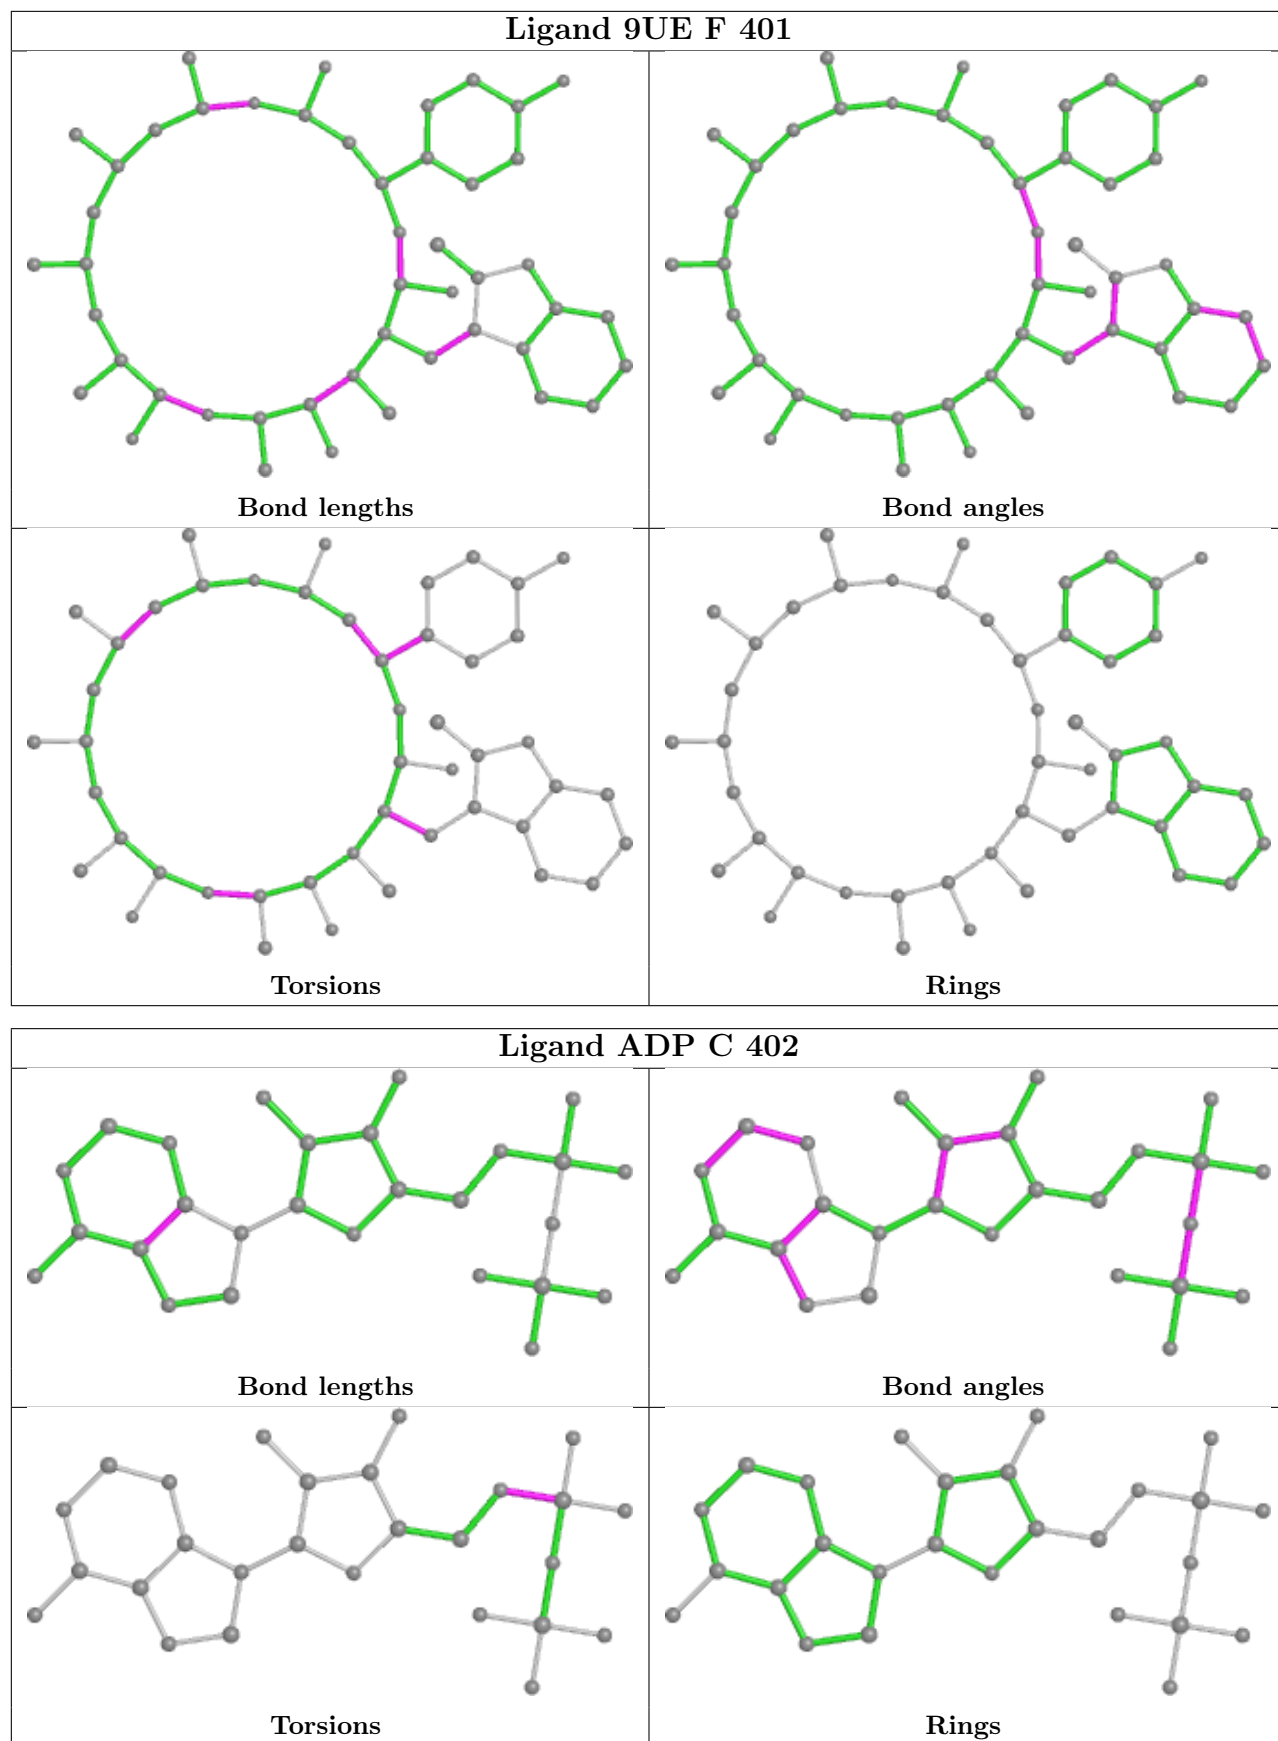 Ligand 9UE F 401
Bond lengths
Bond angles
Torsions
Rings
Ligand ADP C 402
Bond lengths
Bond angles
Torsions
Rings